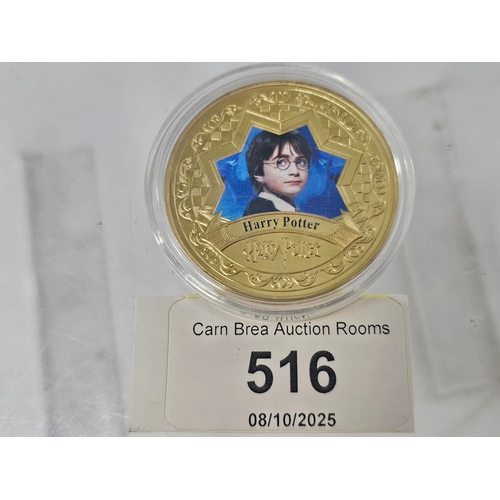 Harry Potter
Harry Potter
Carn Brea Auction Rooms
516
08/10/2025